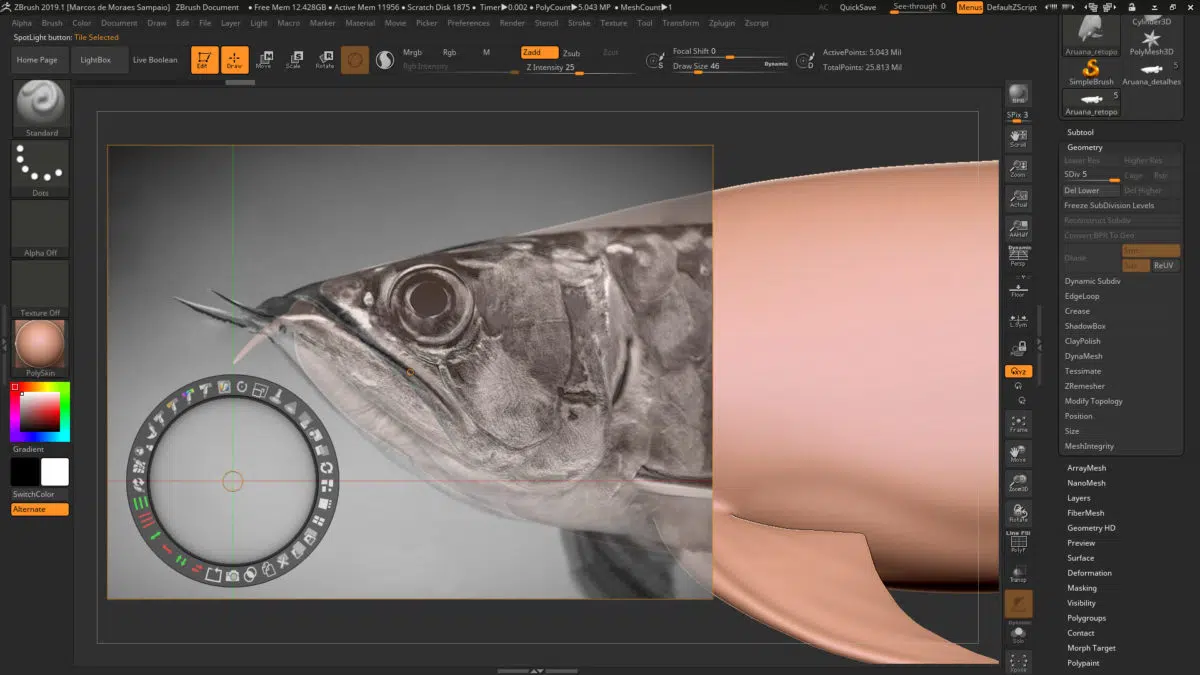 ZBrush 2019.1 [Marcos de Moraes Sampaio] ZBrush Document • Free Mem 12.428GB • Active Mem 11956 • Scratch Disk 1875 • Timer▶0.002 • PolyCount▶5.043 MP • MeshCount▶1 AC QuickSave See-through 0 Menus DefaultZScript
Alpha Brush Color Document Draw Edit File Layer Light Macro Marker Material Movie Picker Preferences Render Stencil Stroke Texture Tool Transform Zplugin Zscript
SpotLight button: Tile Selected
Home Page LightBox Live Boolean
Edit Draw Move Scale Rotate
Mrgb Rgb M
Rgb Intensity
Zadd Zsub Zcut
Z Intensity 25
Focal Shift 0
Draw Size 46 Dynamic
ActivePoints: 5.043 Mil
TotalPoints: 25.813 Mil
S
D
Standard
Dots
Alpha Off
Texture Off
PolySkin
Gradient
SwitchColor
Alternate
BPR
SPix 3
Scroll
Zoom
Actual
AAHalf
Dynamic
Persp
Floor
L.Sym
XYZ
Frame
Move
Zoom3D
Rotate
Line Fill
PolyF
Transp
Dynamic
Solo
Xpose
Cylinder3D
Aruana_retopo
PolyMesh3D
SimpleBrush
5
Aruana_desalhes
5
Aruana_retopo
Subtool
Geometry
Lower Res Higher Res
SDiv 5 Cage Rstr
Del Lower Del Higher
Freeze SubDivision Levels
Reconstruct Subdiv
Convert BPR To Geo
Divide Smt
Suv ReUV
Dynamic Subdiv
EdgeLoop
Crease
ShadowBox
ClayPolish
DynaMesh
Tessimate
ZRemesher
Modify Topology
Position
Size
MeshIntegrity
ArrayMesh
NanoMesh
Layers
FiberMesh
Geometry HD
Preview
Surface
Deformation
Masking
Visibility
Polygroups
Contact
Morph Target
Polypaint